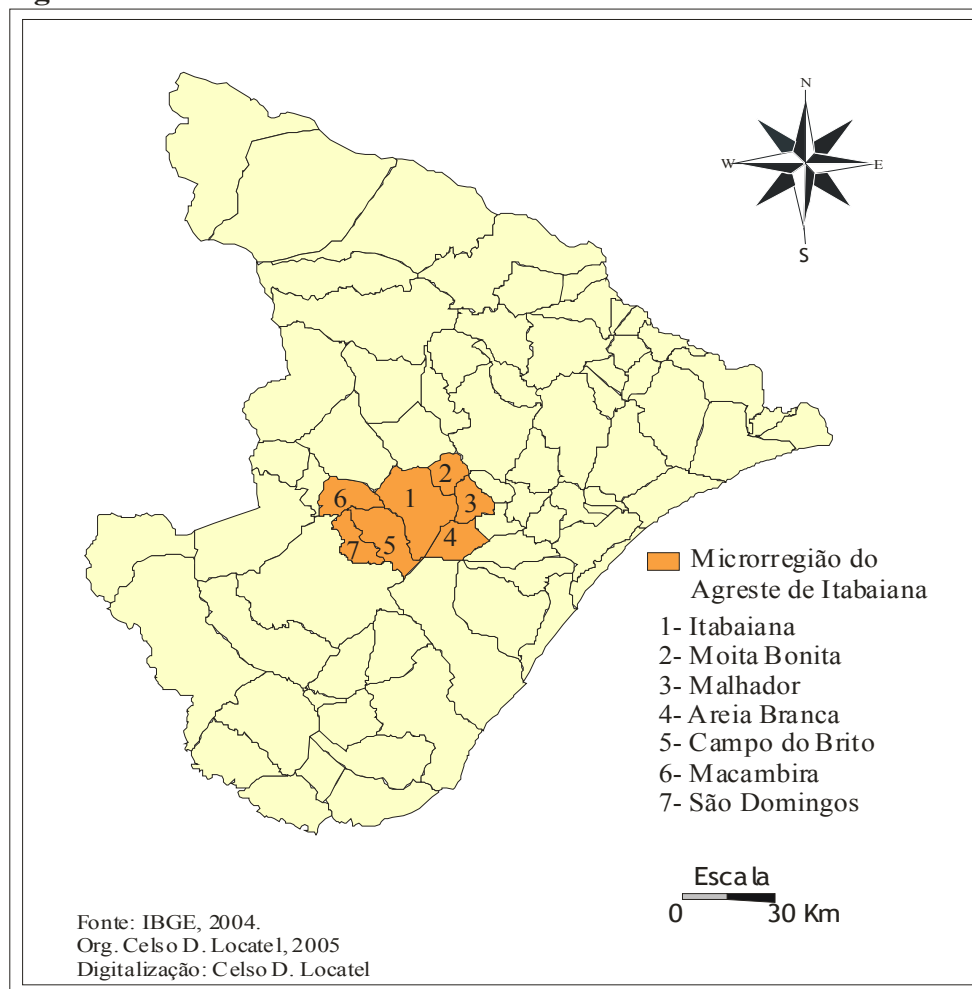 N
W
E
S
2
6
1
3
4
5
7
Microrregião do
Agreste de Itabaiana
1- Itabaiana
2- Moita Bonita
3- Malhador
4- Areia Branca
5- Campo do Brito
6- Macambira
7- São Domingos
Escala
0 30 Km
Fonte: IBGE, 2004.
Org. Celso D. Locatel, 2005
Digitalização: Celso D. Locatel